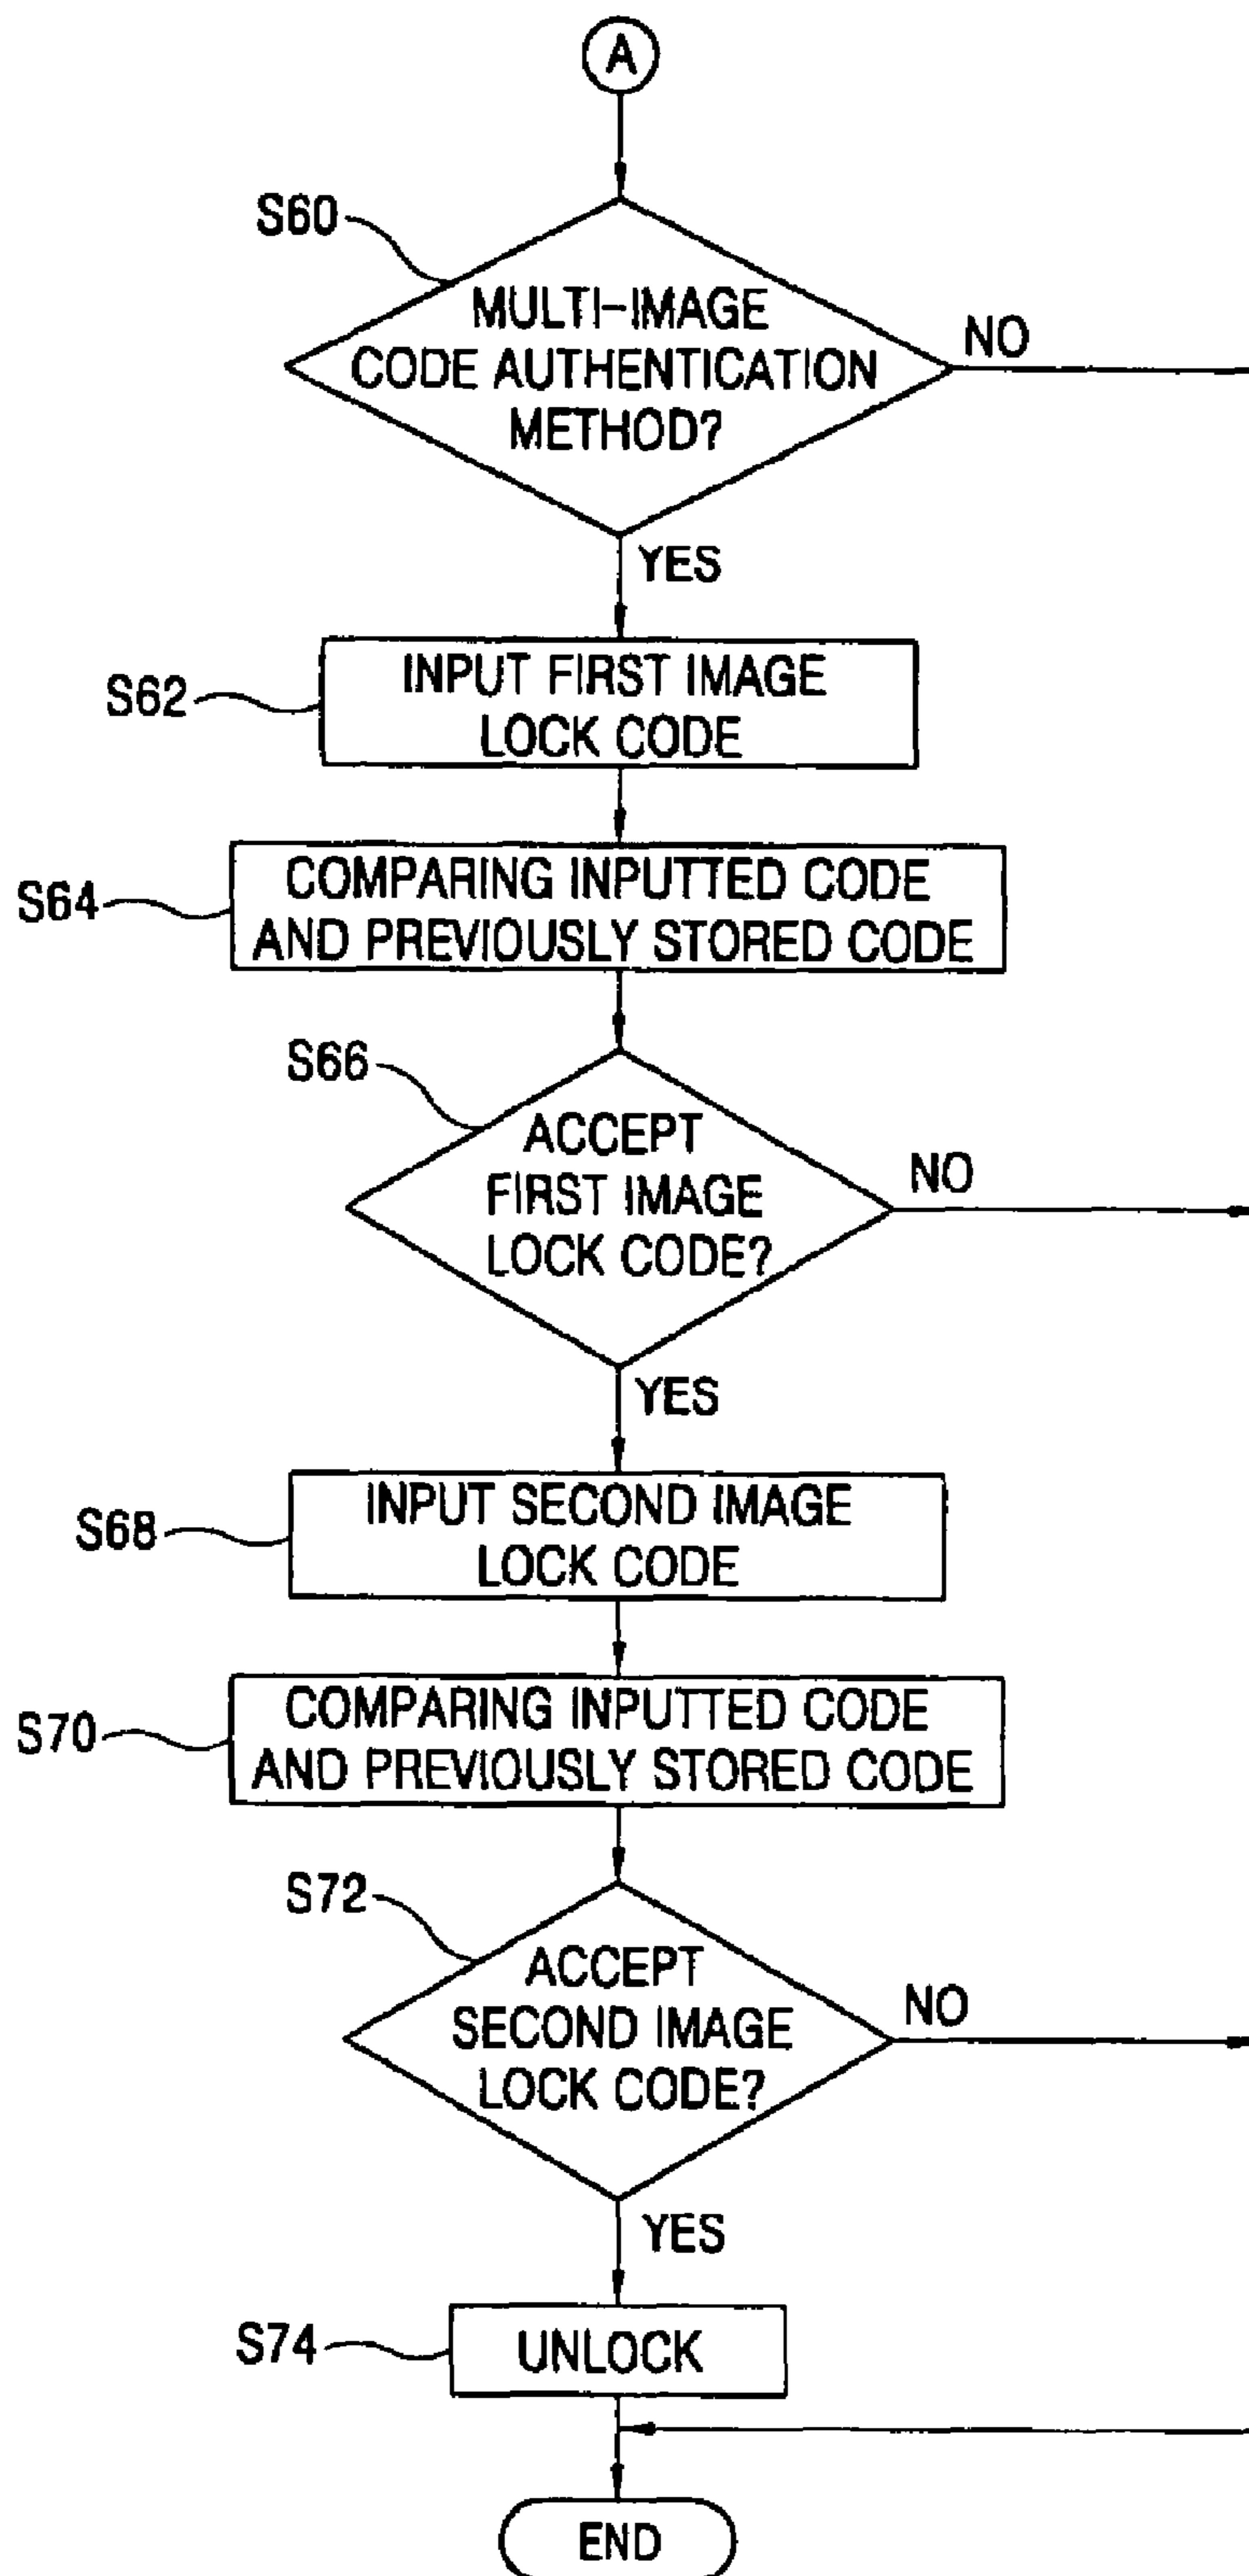 A
S60
MULTI-IMAGE
CODE AUTHENTICATION
METHOD?
NO
YES
S62
INPUT FIRST IMAGE
LOCK CODE
S64
COMPARING INPUTTED CODE
AND PREVIOUSLY STORED CODE
S66
ACCEPT
FIRST IMAGE
LOCK CODE?
NO
YES
S68
INPUT SECOND IMAGE
LOCK CODE
S70
COMPARING INPUTTED CODE
AND PREVIOUSLY STORED CODE
S72
ACCEPT
SECOND IMAGE
LOCK CODE?
NO
YES
S74
UNLOCK
END